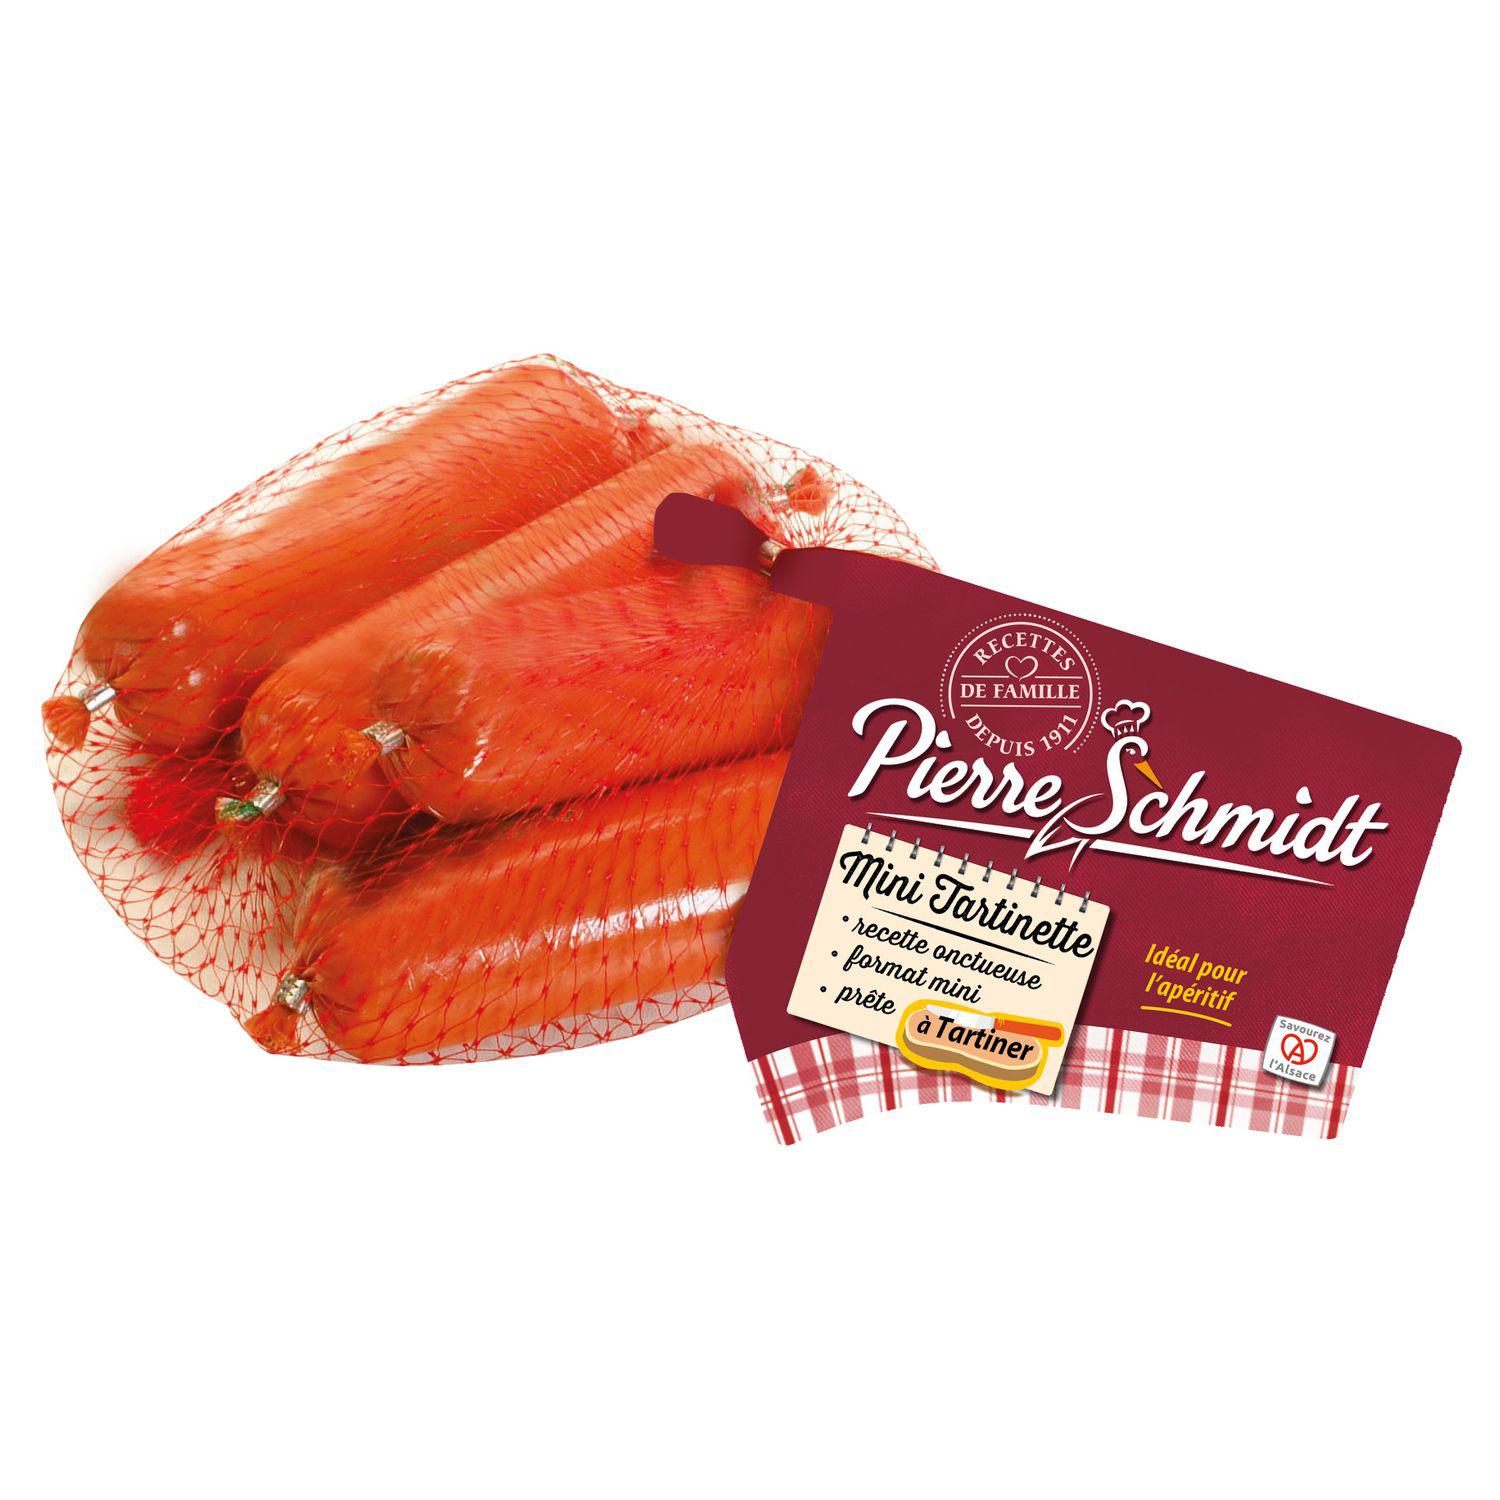 RECETTES
DE FAMILLE
DEPUIS 1911
Pierre Schmidt
Mini Tartinette
• recette onctueuse
• format mini
• prête
à Tartiner
Idéal pour
l'apéritif
Savourez
A
l'Alsace